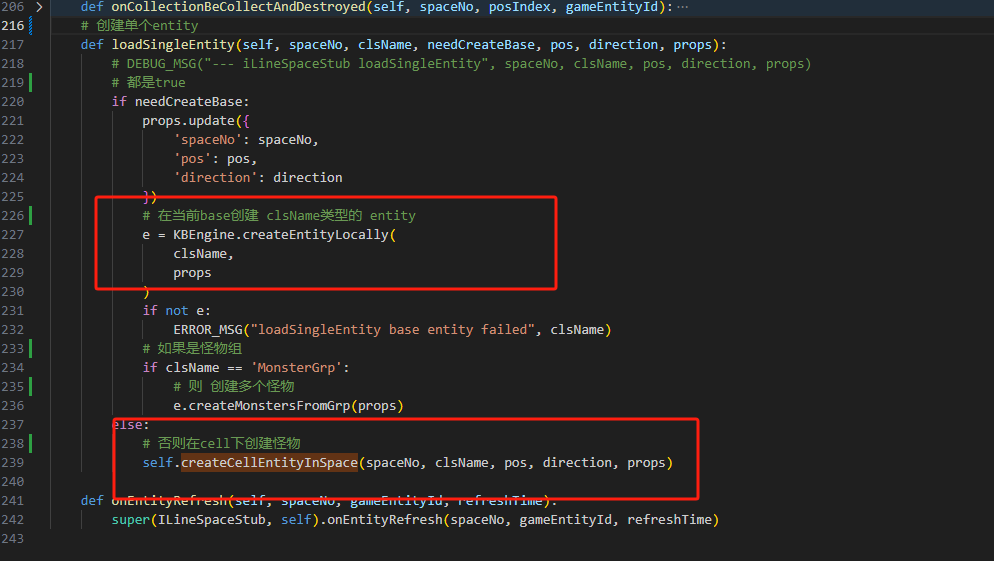 206 def onCollectionBeCollectAndDestroyed(self, spaceNo, posIndex, gameEntityId):…
216 # 创建单个entity
217 def loadSingleEntity(self, spaceNo, clsName, needCreateBase, pos, direction, props):
218 # DEBUG_MSG("--- iLineSpaceStub loadSingleEntity", spaceNo, clsName, pos, direction, props)
219 # 都是true
220 if needCreateBase:
221 props.update({
222 'spaceNo': spaceNo,
223 'pos': pos,
224 'direction': direction
225 })
226 # 在当前base创建 clsName类型的 entity
227 e = KBEngine.createEntityLocally(
228 clsName,
229 props
230 )
231 if not e:
232 ERROR_MSG("loadSingleEntity base entity failed", clsName)
233 # 如果是怪物组
234 if clsName == 'MonsterGrp':
235 # 则 创建多个怪物
236 e.createMonstersFromGrp(props)
237 else:
238 # 否则在cell下创建怪物
239 self.createCellEntityInSpace(spaceNo, clsName, pos, direction, props)
240
241 def onEntityRefresh(self, spaceNo, gameEntityId, refreshTime):
242 super(ILineSpaceStub, self).onEntityRefresh(spaceNo, gameEntityId, refreshTime)
243